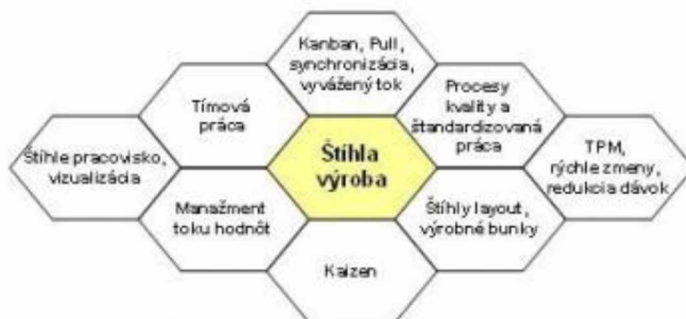 Kanban, Pull,
synchronizácia,
vyvážený tok
Tímová
práca
Procesy
kvality a
štandardizovaná
práca
Štíhle pracovisko,
vizualizácia
Štíhla
výroba
TPM,
rýchle zmeny,
redukcia dávok
Manažment
toku hodnôt
Štíhly layout,
výrobné bunky
Kaizen